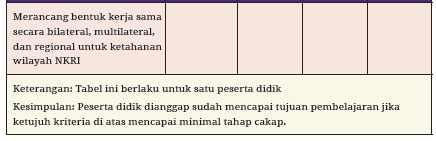 Merancang bentuk kerja sama
secara bilateral, multilateral,
dan regional untuk ketahanan
wilayah NKRI
Keterangan: Tabel ini berlaku untuk satu peserta didik
Kesimpulan: Peserta didik dianggap sudah mencapai tujuan pembelajaran jika
ketujuh kriteria di atas mencapai minimal tahap cakap.